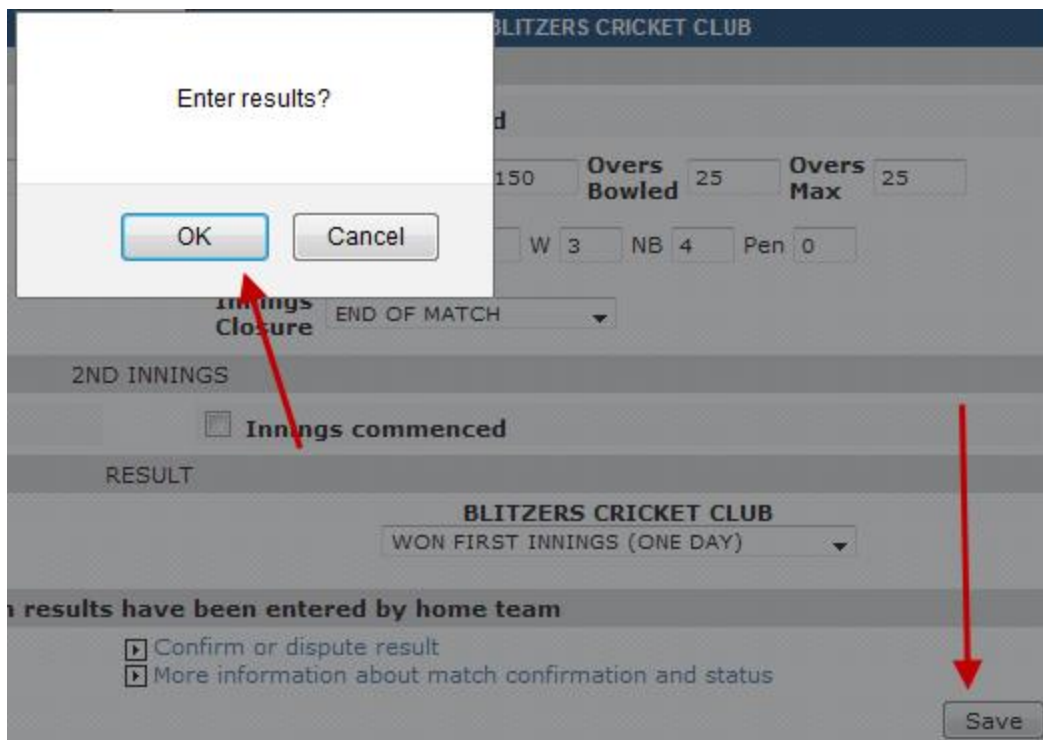 BLITZERS CRICKET CLUB
Enter results?
OK Cancel
150 Overs Bowled 25 Overs Max 25
W 3 NB 4 Pen 0
Innings Closure END OF MATCH
2ND INNINGS
Innings commenced
RESULT
BLITZERS CRICKET CLUB
WON FIRST INNINGS (ONE DAY)
results have been entered by home team
Confirm or dispute result
More information about match confirmation and status
Save